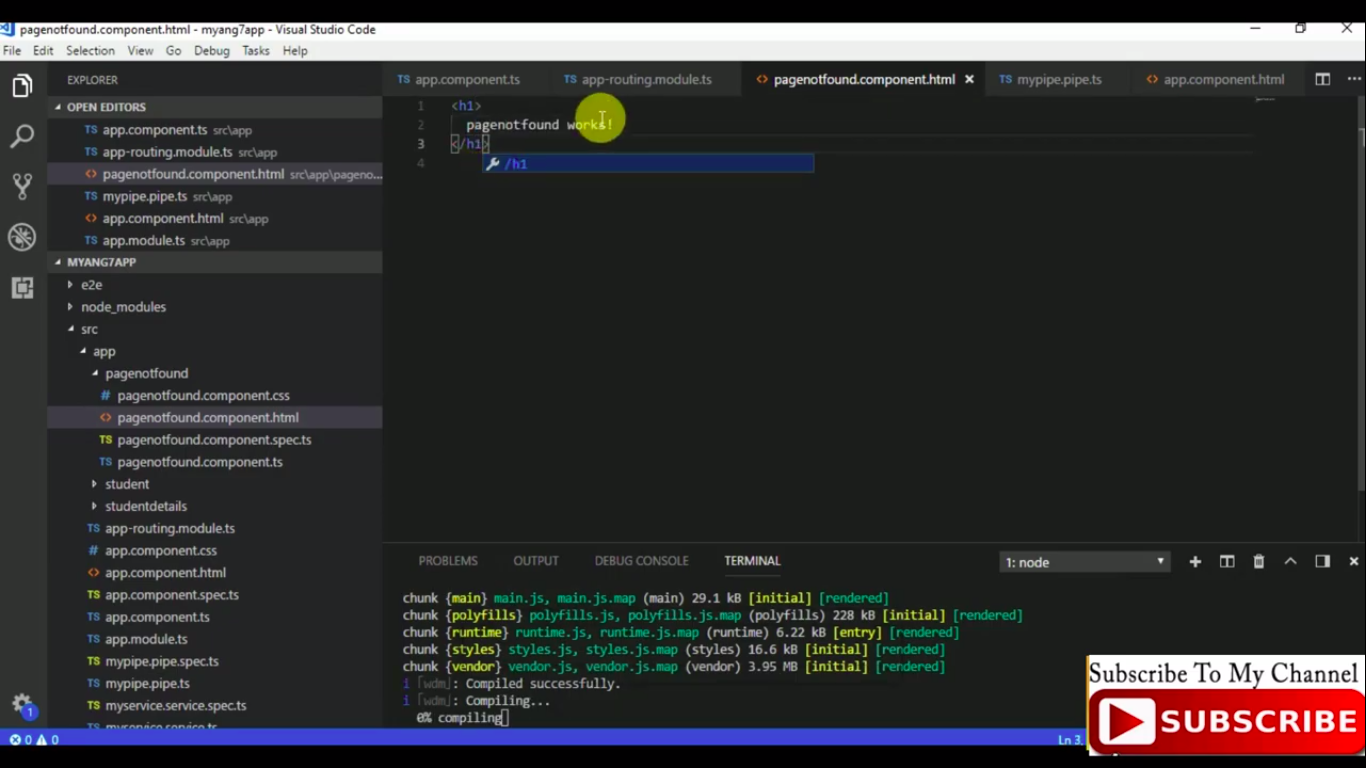 pagenotfound.component.html - myang7app - Visual Studio Code
File Edit Selection View Go Debug Tasks Help
EXPLORER
OPEN EDITORS
TS app.component.ts src\app
TS app-routing.module.ts src\app
<> pagenotfound.component.html src\app\pageno...
TS mypipe.pipe.ts src\app
<> app.component.html src\app
TS app.module.ts src\app
MYANG7APP
e2e
node_modules
src
app
pagenotfound
# pagenotfound.component.css
<> pagenotfound.component.html
TS pagenotfound.component.spec.ts
TS pagenotfound.component.ts
student
studentdetails
TS app-routing.module.ts
# app.component.css
<> app.component.html
TS app.component.spec.ts
TS app.component.ts
TS app.module.ts
TS mypipe.pipe.spec.ts
TS mypipe.pipe.ts
TS myservice.service.spec.ts
myservice.service.ts
TS app.component.ts TS app-routing.module.ts <> pagenotfound.component.html × TS mypipe.pipe.ts <> app.component.html ...
1 <h1>
2 pagenotfound works!
3 </h1>
/h1
4
PROBLEMS OUTPUT DEBUG CONSOLE TERMINAL 1: node
chunk {main} main.js, main.js.map (main) 29.1 kB [initial] [rendered]
chunk {polyfills} polyfills.js, polyfills.js.map (polyfills) 228 kB [initial] [rendered]
chunk {runtime} runtime.js, runtime.js.map (runtime) 6.22 kB [entry] [rendered]
chunk {styles} styles.js, styles.js.map (styles) 16.6 kB [initial] [rendered]
chunk {vendor} vendor.js, vendor.js.map (vendor) 3.95 MB [initial] [rendered]
i ｢wdm｣: Compiled successfully.
i ｢wdm｣: Compiling...
0% compiling
1
0 0
Ln 3,
Subscribe To My Channel
SUBSCRIBE